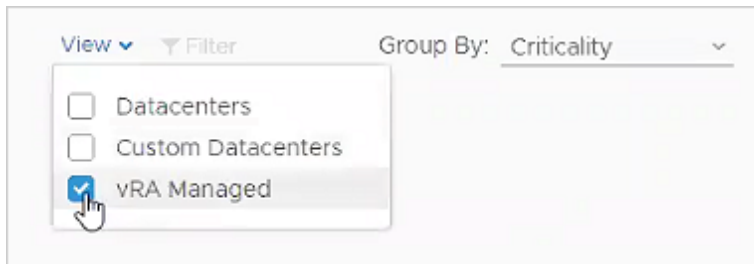 View Filter Group By: Criticality
Datacenters
Custom Datacenters
vRA Managed